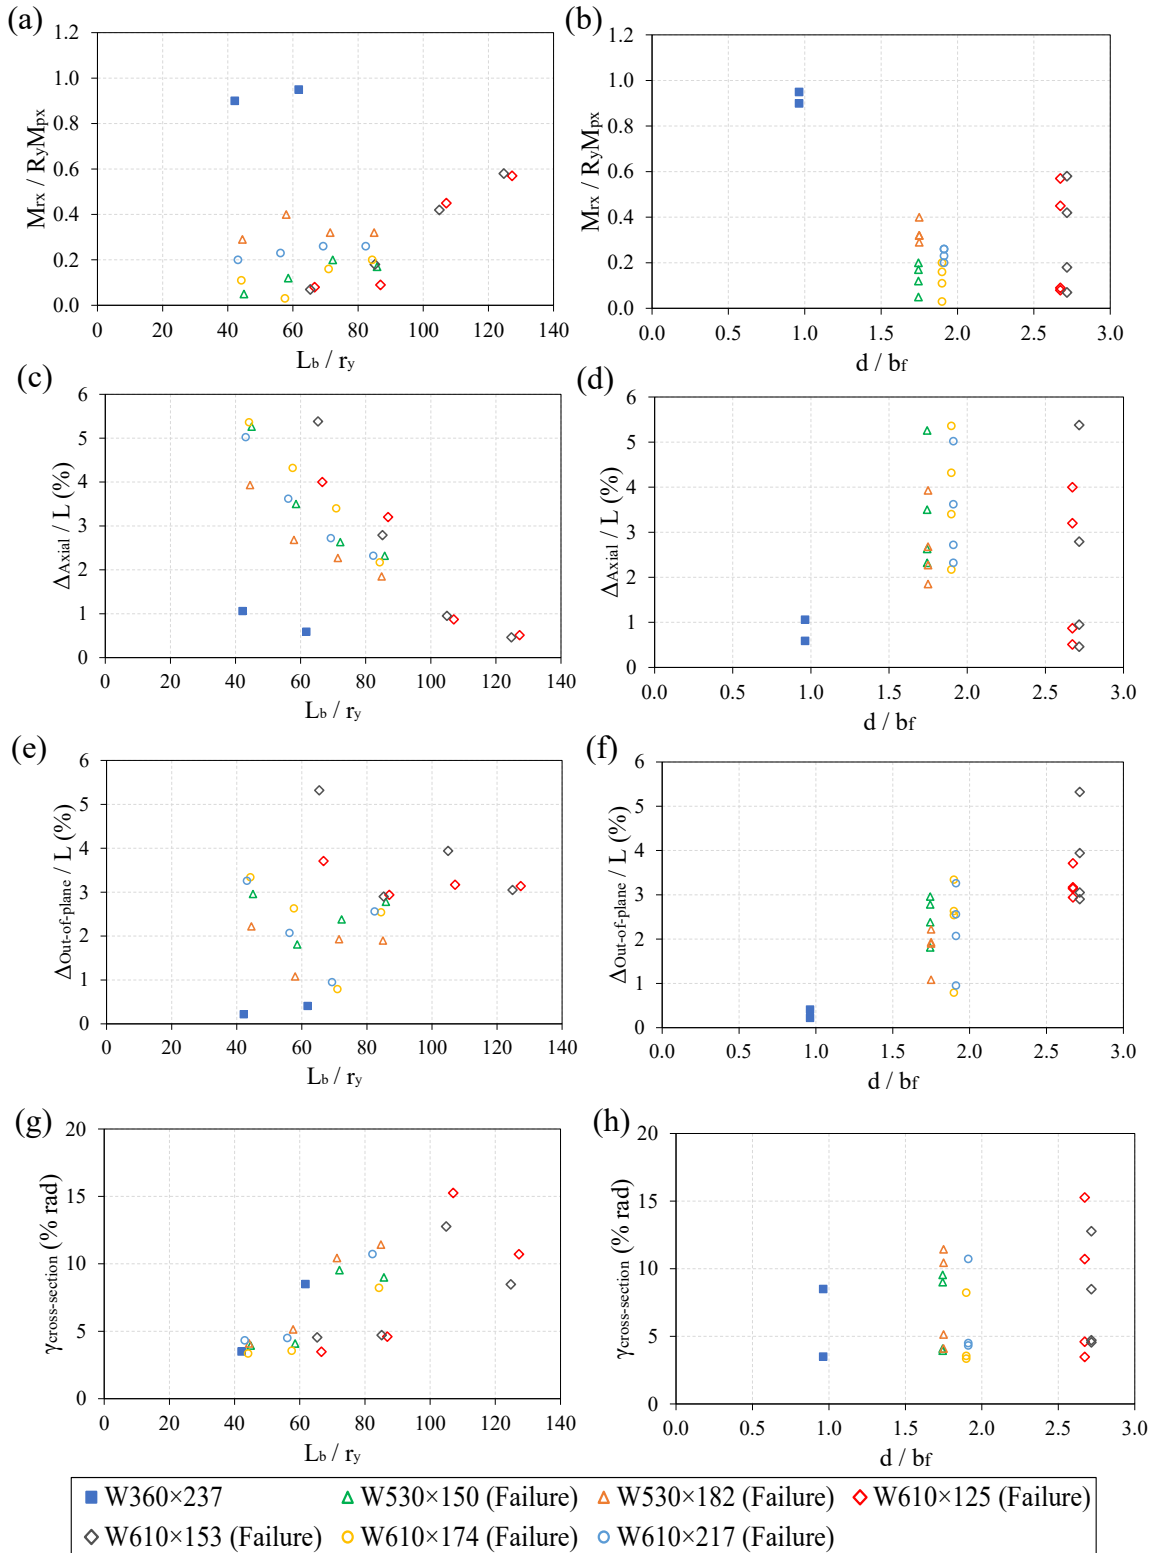 (a)
1.2
1.0
0.8
0.6
0.4
0.2
0.0
Mrx / RyMpx
0 20 40 60 80 100 120 140
Lb / ry
(b)
1.2
1.0
0.8
0.6
0.4
0.2
0.0
Mrx / RyMpx
0.0 0.5 1.0 1.5 2.0 2.5 3.0
d / bf
(c)
6
5
4
3
2
1
0
ΔAxial / L (%)
0 20 40 60 80 100 120 140
Lb / ry
(d)
6
5
4
3
2
1
0
ΔAxial / L (%)
0.0 0.5 1.0 1.5 2.0 2.5 3.0
d / bf
(e)
6
5
4
3
2
1
0
ΔOut-of-plane / L (%)
0 20 40 60 80 100 120 140
Lb / ry
(f)
6
5
4
3
2
1
0
ΔOut-of-plane / L (%)
0.0 0.5 1.0 1.5 2.0 2.5 3.0
d / bf
(g)
20
15
10
5
0
γcross-section (% rad)
0 20 40 60 80 100 120 140
Lb / ry
(h)
20
15
10
5
0
γcross-section (% rad)
0.0 0.5 1.0 1.5 2.0 2.5 3.0
d / bf
W360×237 W530×150 (Failure) W530×182 (Failure) W610×125 (Failure)
W610×153 (Failure) W610×174 (Failure) W610×217 (Failure)